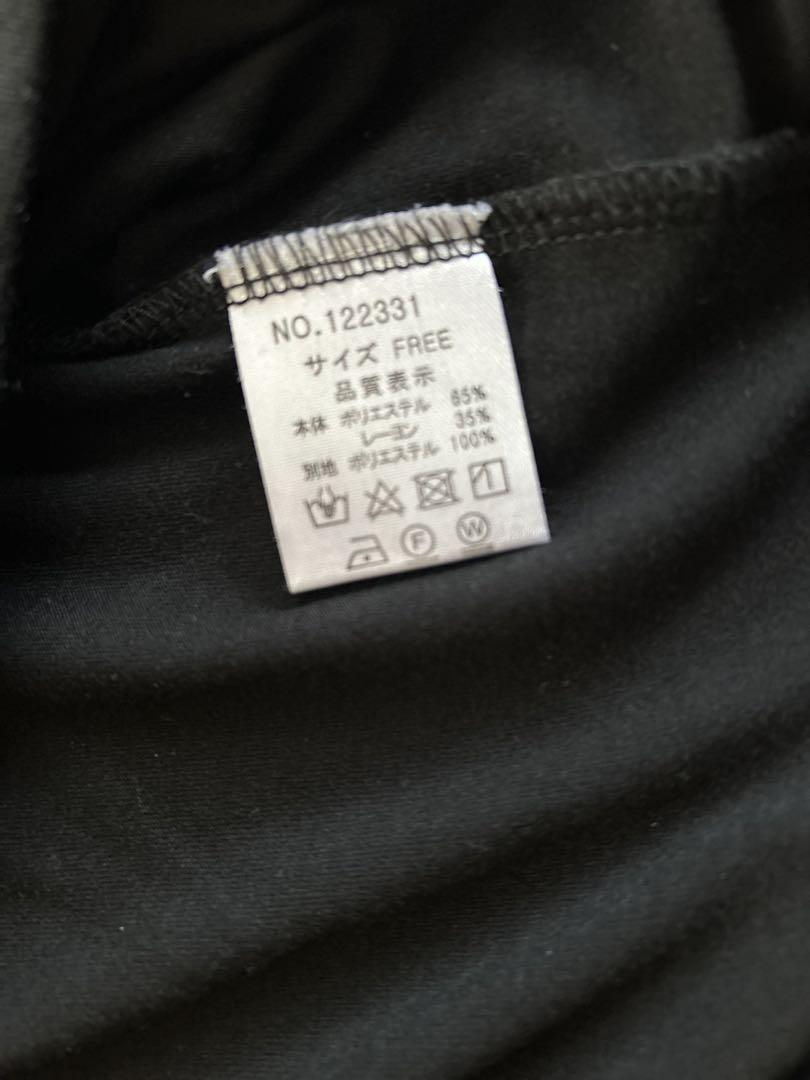 NO.122331
サイズ FREE
品質表示
本体 ポリエステル 65%
レーヨン 35%
別地 ポリエステル 100%
F W